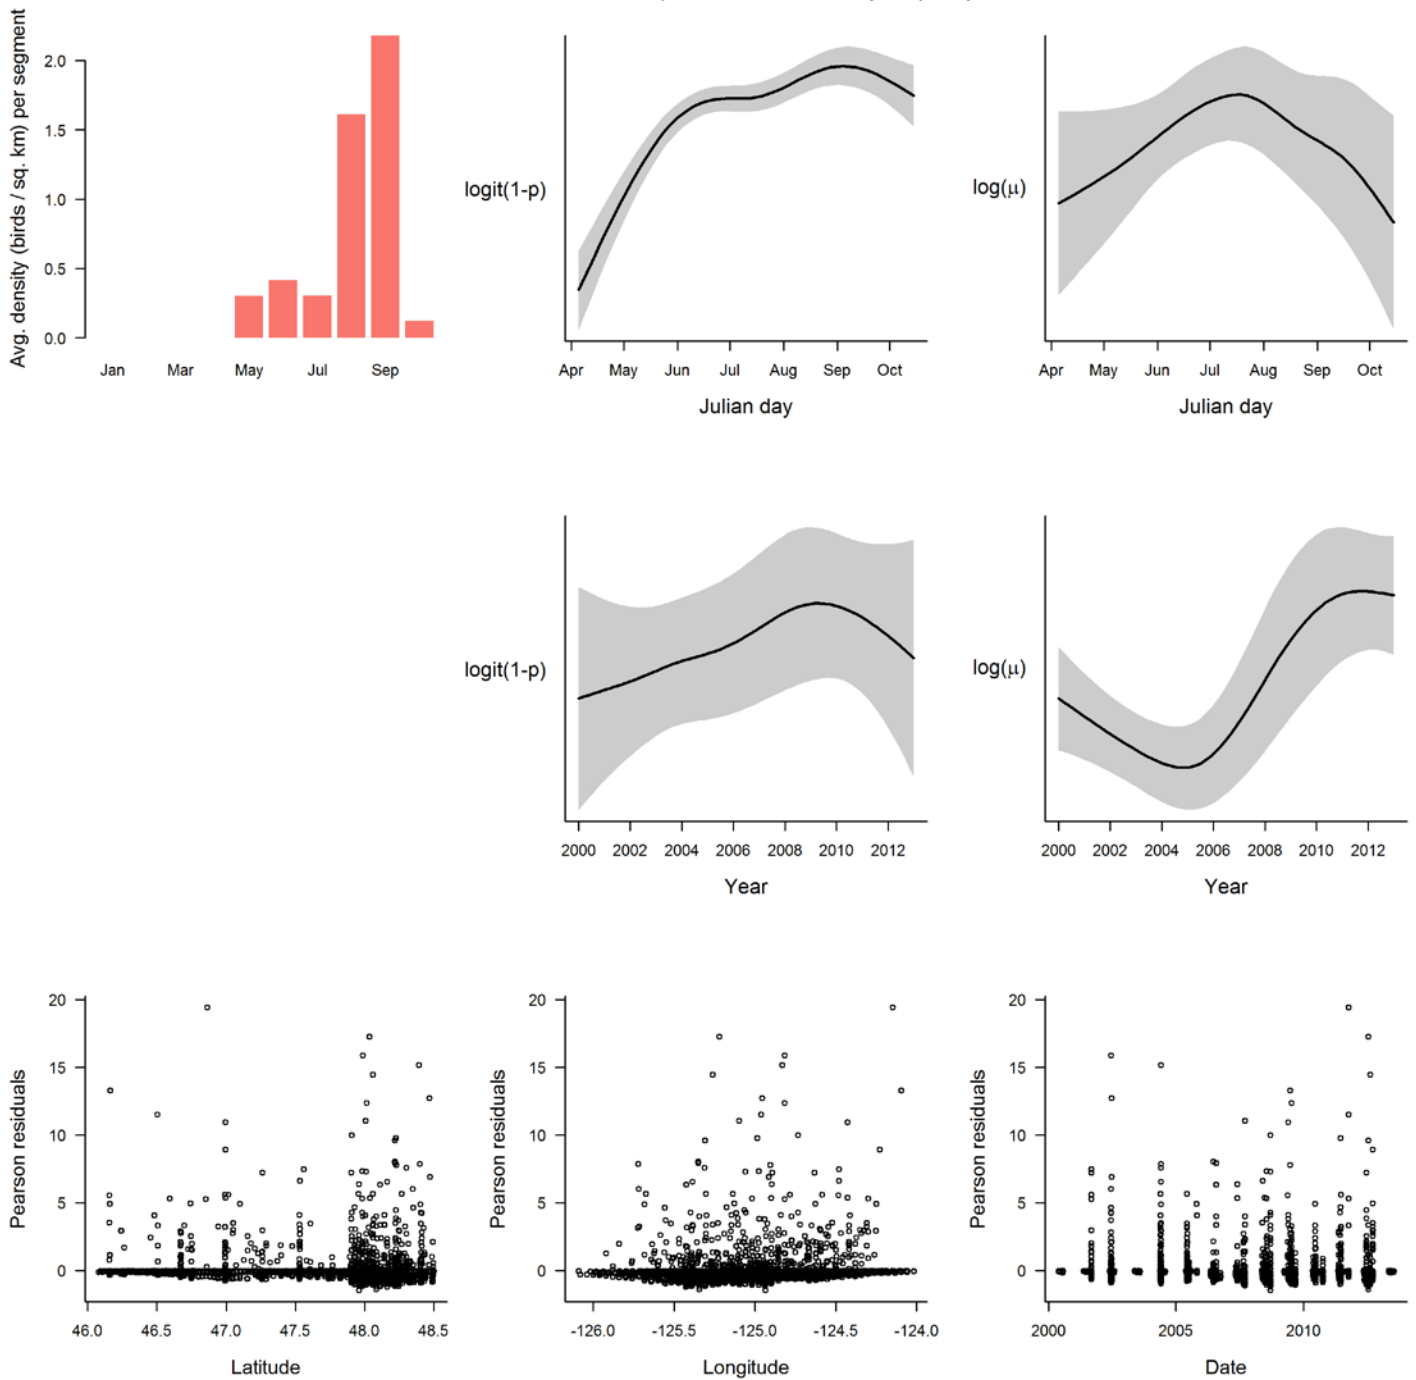 Avg. density (birds / sq. km) per segment
2.0
1.5
1.0
0.5
0.0
Jan Mar May Jul Sep
logit(1-p)
Apr May Jun Jul Aug Sep Oct
Julian day
log(μ)
Apr May Jun Jul Aug Sep Oct
Julian day
logit(1-p)
2000 2002 2004 2006 2008 2010 2012
Year
log(μ)
2000 2002 2004 2006 2008 2010 2012
Year
Pearson residuals
20
15
10
5
0
46.0 46.5 47.0 47.5 48.0 48.5
Latitude
Pearson residuals
20
15
10
5
0
-126.0 -125.5 -125.0 -124.5 -124.0
Longitude
Pearson residuals
20
15
10
5
0
2000 2005 2010
Date